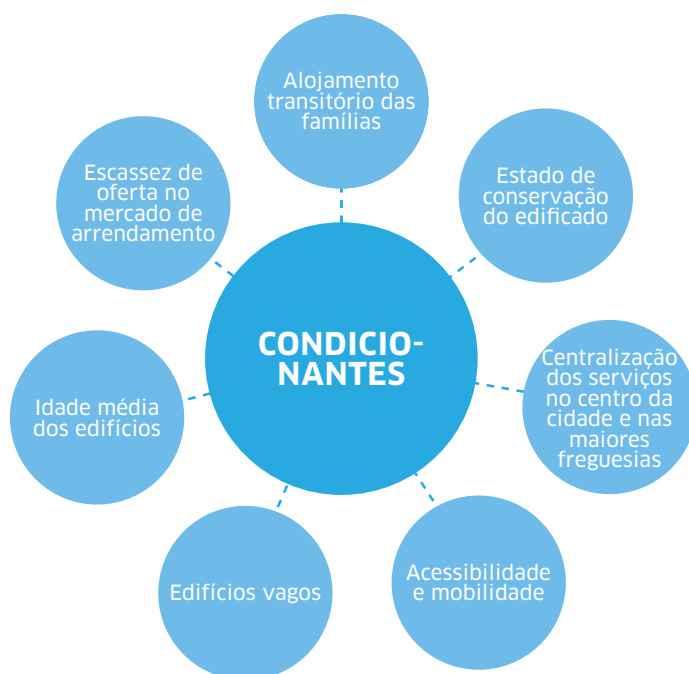 Alojamento
transitório das
famílias
Estado de
conservação
do edificado
Centralização
dos serviços
no centro da
cidade e nas
maiores
freguesias
Acessibilidade
e mobilidade
Edifícios vagos
Idade média
dos edifícios
Escassez de
oferta no
mercado de
arrendamento
CONDICIO-
NANTES